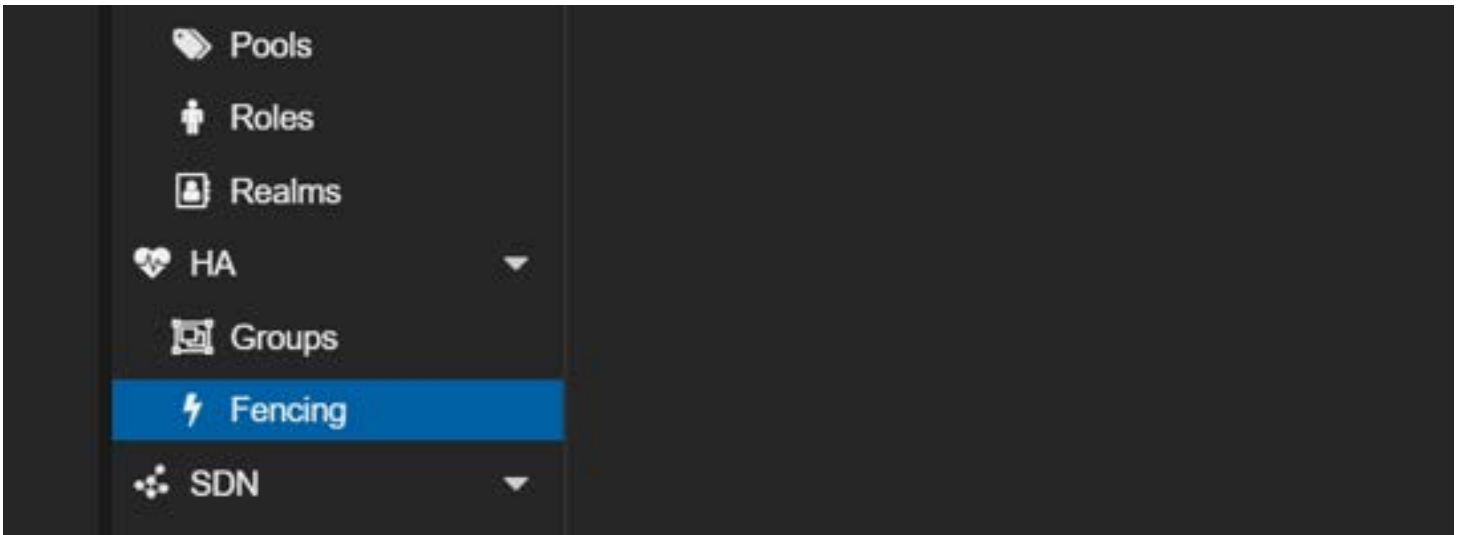 Pools
Roles
Realms
HA
Groups
Fencing
SDN